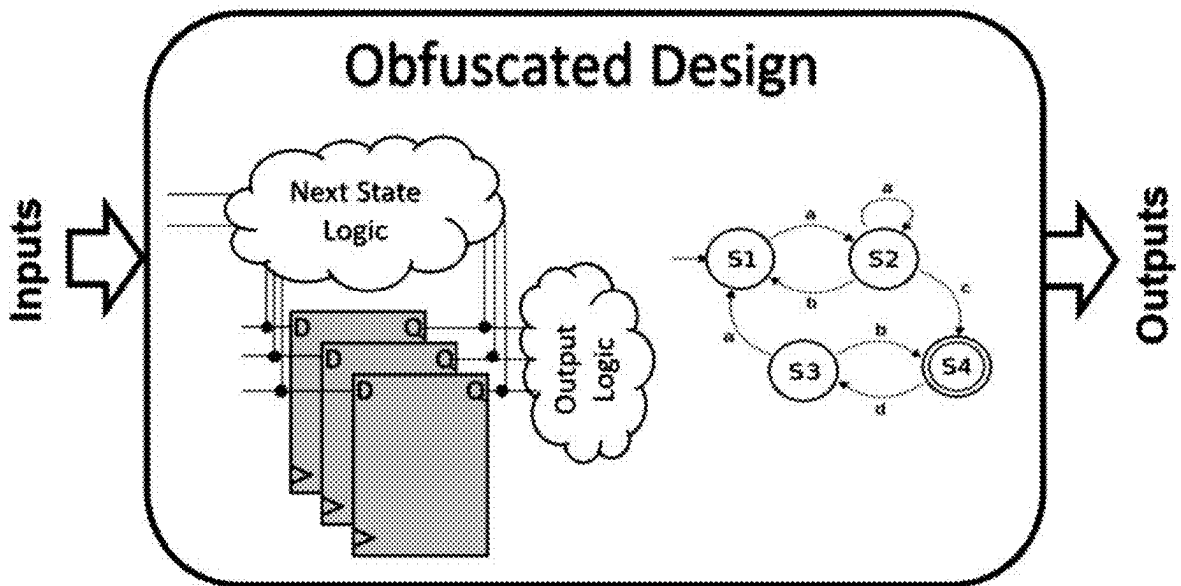 Obfuscated Design
Inputs
Next State
Logic
D Q
D Q
D Q
Output
Logic
a
a
S1
S2
b
c
a
b
S3
S4
d
Outputs